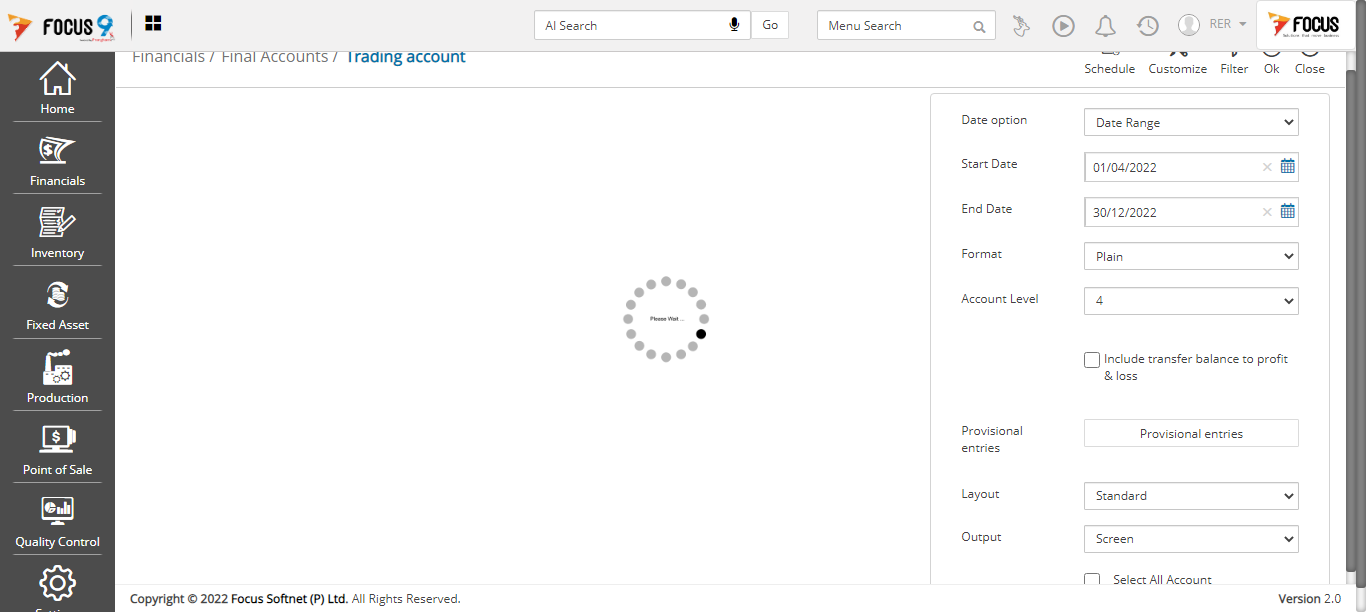 FOCUS 9
AI Search
Go
Menu Search
RER
FOCUS
Financials / Final Accounts / Trading account
Schedule
Customize
Filter
Ok
Close
Home
Financials
Inventory
Fixed Asset
Production
Point of Sale
Quality Control
Date option
Date Range
Start Date
01/04/2022
End Date
30/12/2022
Format
Plain
Account Level
4
Include transfer balance to profit
& loss
Provisional
entries
Provisional entries
Layout
Standard
Output
Screen
Select All Account
Please Wait ...
Copyright © 2022 Focus Softnet (P) Ltd. All Rights Reserved.
Version 2.0